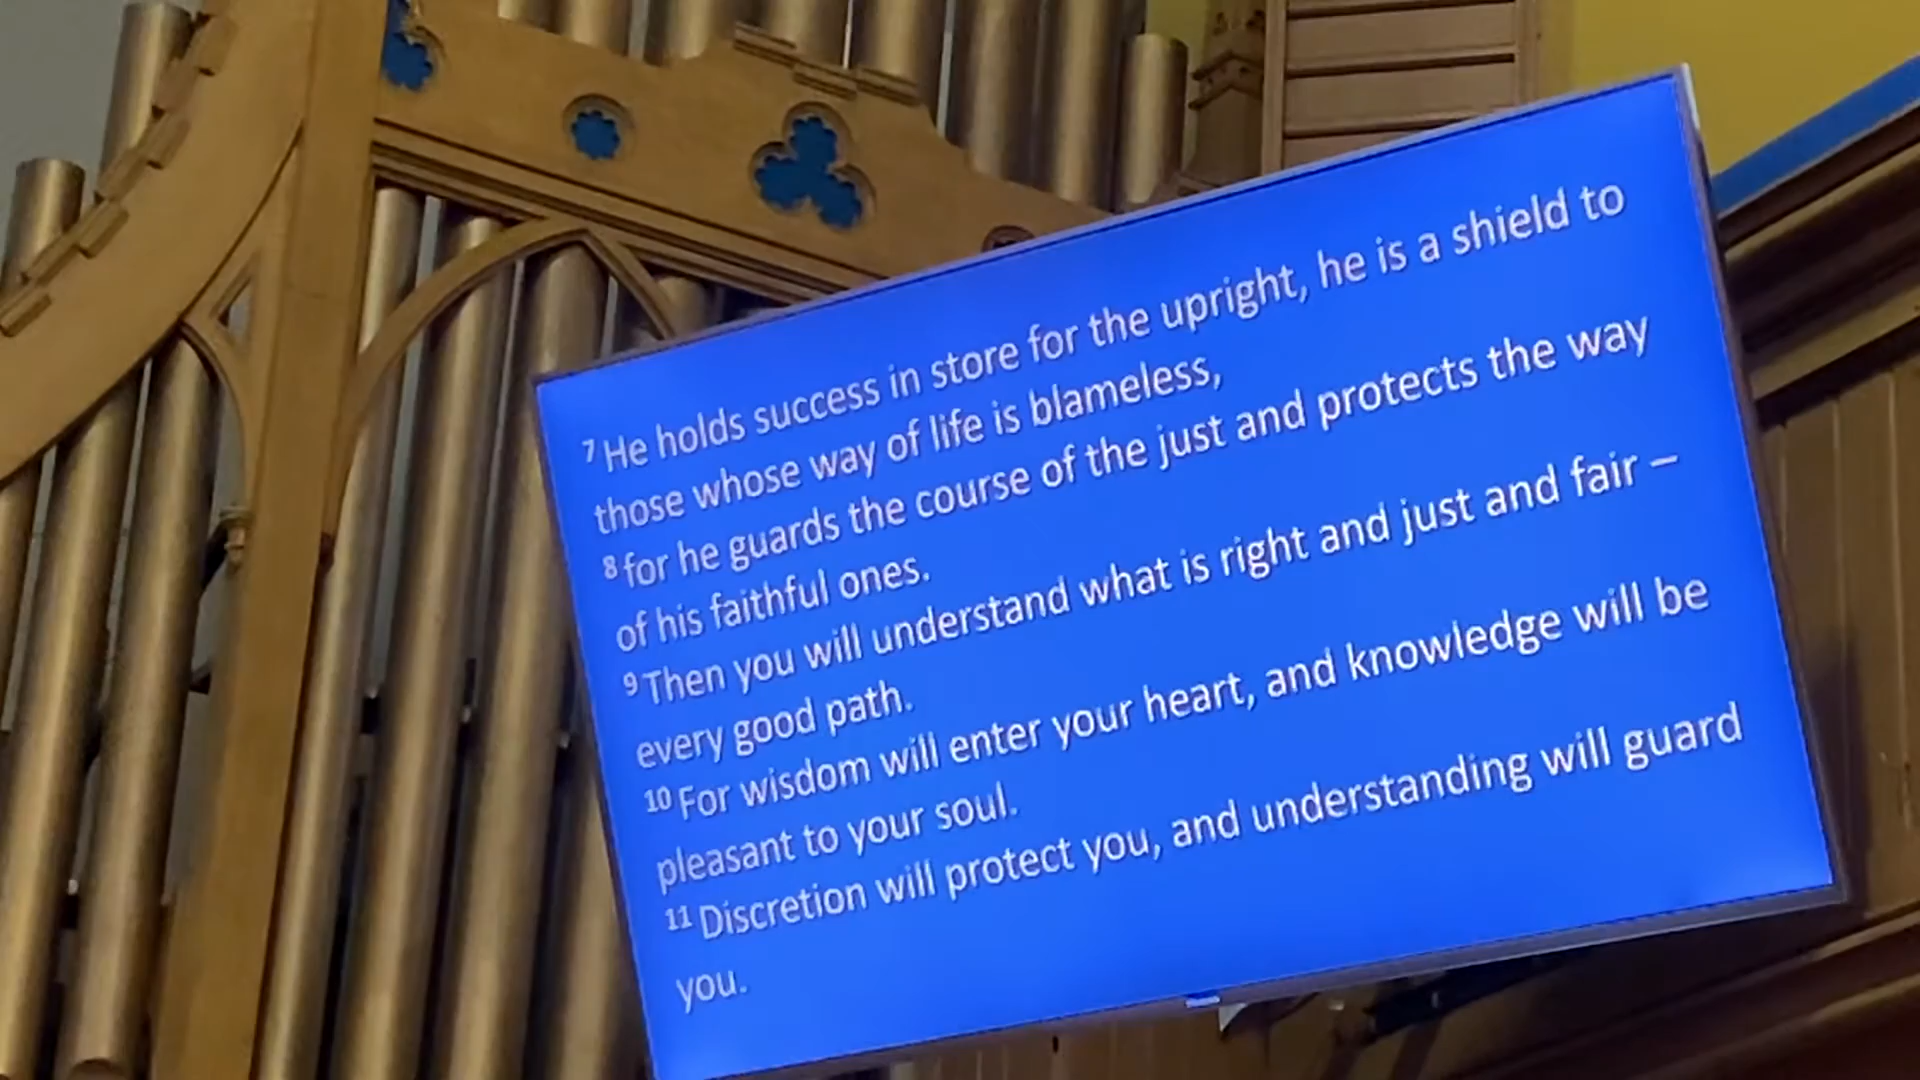 7 He holds success in store for the upright, he is a shield to
those whose way of life is blameless,
8 for he guards the course of the just and protects the way
of his faithful ones.
9 Then you will understand what is right and just and fair –
every good path.
10 For wisdom will enter your heart, and knowledge will be
pleasant to your soul.
11 Discretion will protect you, and understanding will guard
you.